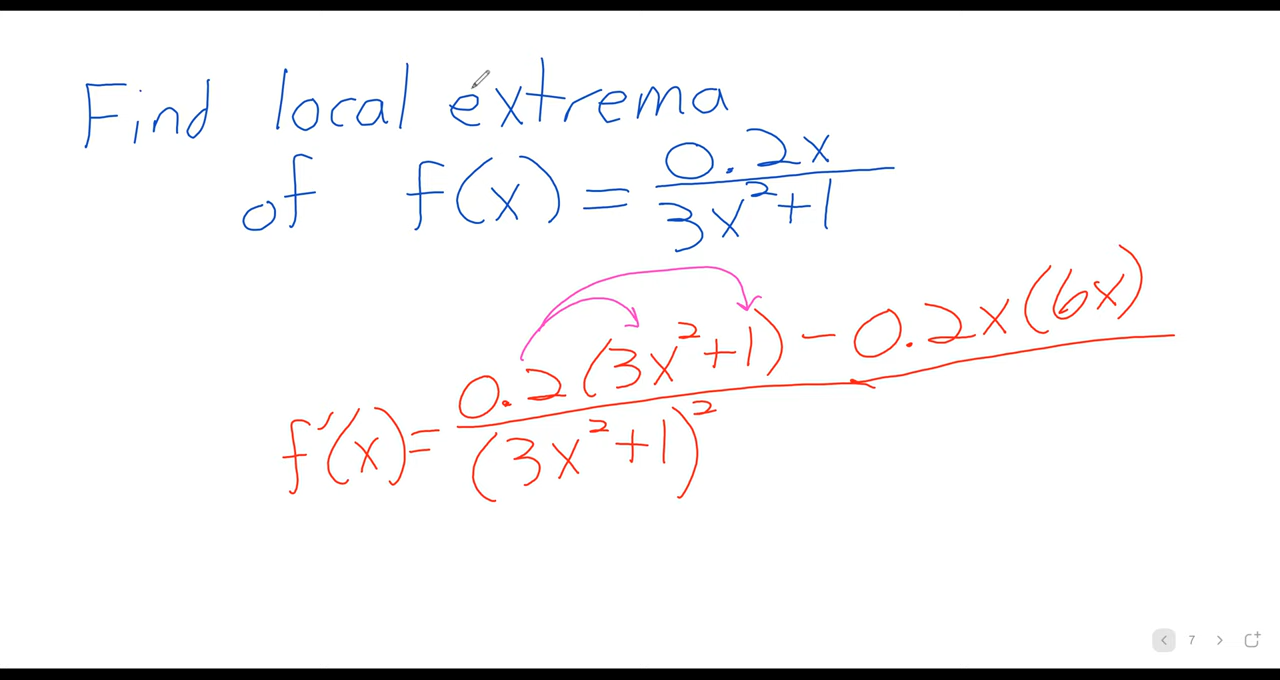 Find local extrema
of f(x) = 0.2x / 3x²+1
f'(x) = 0.2(3x²+1) - 0.2x(6x) / (3x²+1)²
7